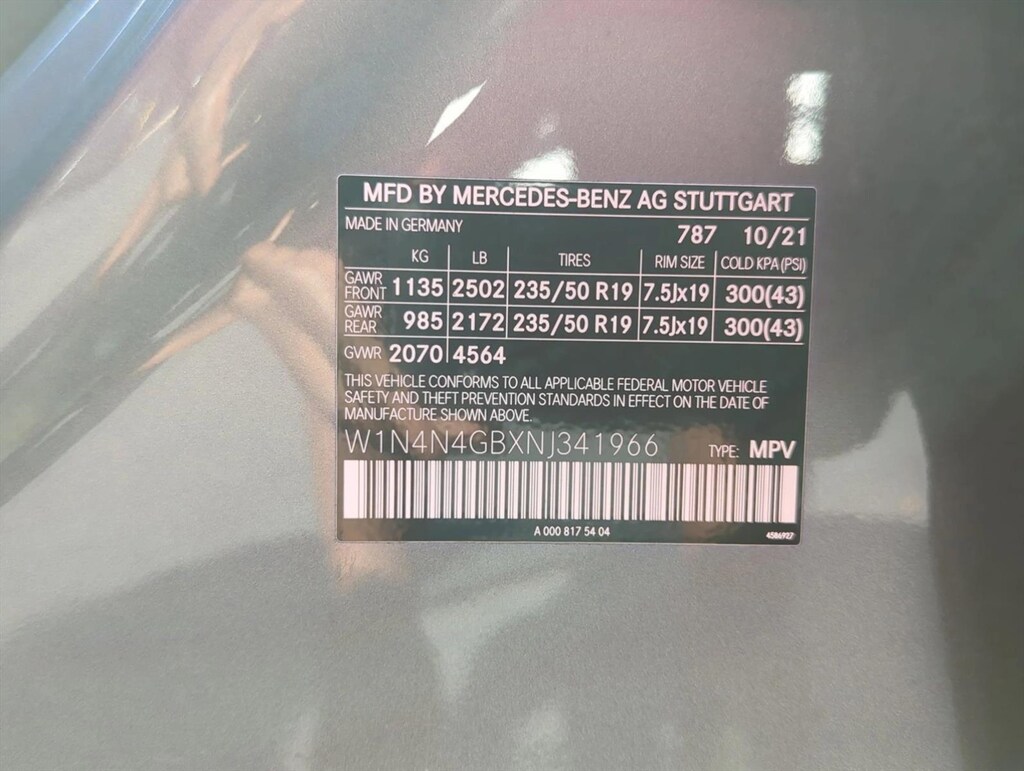 MFD BY MERCEDES-BENZ AG STUTTGART
MADE IN GERMANY
787 10/21
KG LB TIRES RIM SIZE COLD KPA (PSI)
GAWR FRONT 1135 2502 235/50 R19 7.5Jx19 300(43)
GAWR REAR 985 2172 235/50 R19 7.5Jx19 300(43)
GVWR 2070 4564
THIS VEHICLE CONFORMS TO ALL APPLICABLE FEDERAL MOTOR VEHICLE
SAFETY AND THEFT PREVENTION STANDARDS IN EFFECT ON THE DATE OF
MANUFACTURE SHOWN ABOVE.
W1N4N4GBXNJ341966 TYPE: MPV
A 000 817 54 04
4586927